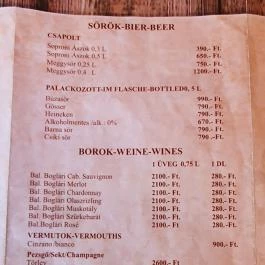 SÖRÖK-BIER-BEER
CSAPOLT
Soproni Ászok 0,3 L 390.- Ft.
Soproni Ászok 0,5 L 650.- Ft.
Meggysör 0,25 L 750.- Ft.
Meggysör 0.4 L 1200.- Ft.
PALACKOZOTT-IM FLASCHE-BOTTLED0, 5 L
Búzasör 990.- Ft.
Gösser 790.- Ft.
Heineken 790.- Ft.
Alkoholmentes /alk.: 0% 670.- Ft.
Barna sör 790.- Ft.
Csíki sör 790.- Ft.
BOROK-WEINE-WINES
1 ÜVEG 0,75 L 1 DL
Bal. Boglári Cab. Sauvignon 2100.- Ft. 280.-Ft.
Bal. Boglári Merlot 2100.- Ft. 280.-Ft.
Bal. Boglári Chardonnay 2100.- Ft. 280.-Ft.
Bal. Boglári Olaszrizling 2100.- Ft. 280.-Ft.
Bal. Boglári Muskotály 2100.- Ft. 280.-Ft.
Bal. Boglári Szürkebarát 2100.- Ft. 280.-Ft.
Bal. Boglári Rosé 2100.- Ft. 280.-Ft.
VERMUTOK-VERMOUTH
Cinzano bianco 900,- Ft.
Pezsgő/Sekt/Champagne
Törley 2600.- Ft.